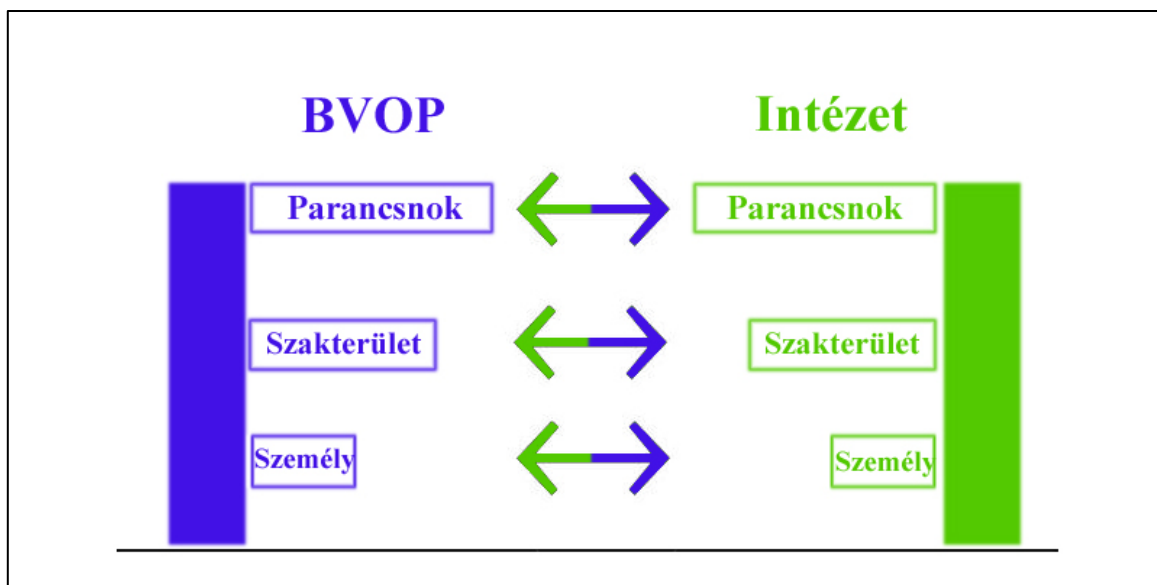 BVOP Intézet
Parancsnok Parancsnok
Szakterület Szakterület
Személy Személy